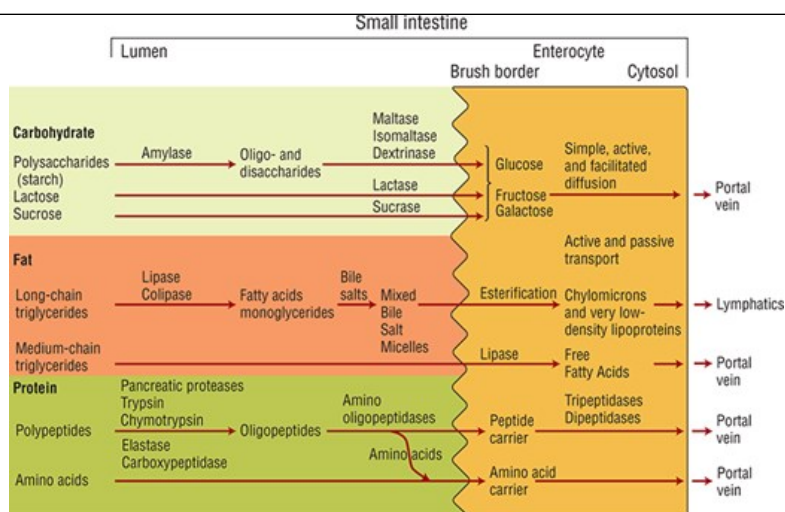 Small intestine
Lumen
Enterocyte
Brush border
Cytosol
Carbohydrate
Polysaccharides
(starch)
Lactose
Sucrose
Amylase
Oligo- and
disaccharides
Maltase
Isomaltase
Dextrinase
Lactase
Sucrase
Glucose
Fructose
Galactose
Simple, active,
and facilitated
diffusion
Portal
vein
Fat
Long-chain
triglycerides
Lipase
Colipase
Fatty acids
monoglycerides
Bile
salts
Mixed
Bile
Salt
Micelles
Esterification
Active and passive
transport
Chylomicrons
and very low-
density lipoproteins
Lymphatics
Medium-chain
triglycerides
Lipase
Free
Fatty Acids
Portal
vein
Protein
Polypeptides
Pancreatic proteases
Trypsin
Chymotrypsin
Elastase
Carboxypeptidase
Oligopeptides
Amino
oligopeptidases
Amino acids
Peptide
carrier
Tripeptidases
Dipeptidases
Portal
vein
Amino acids
Amino acid
carrier
Portal
vein